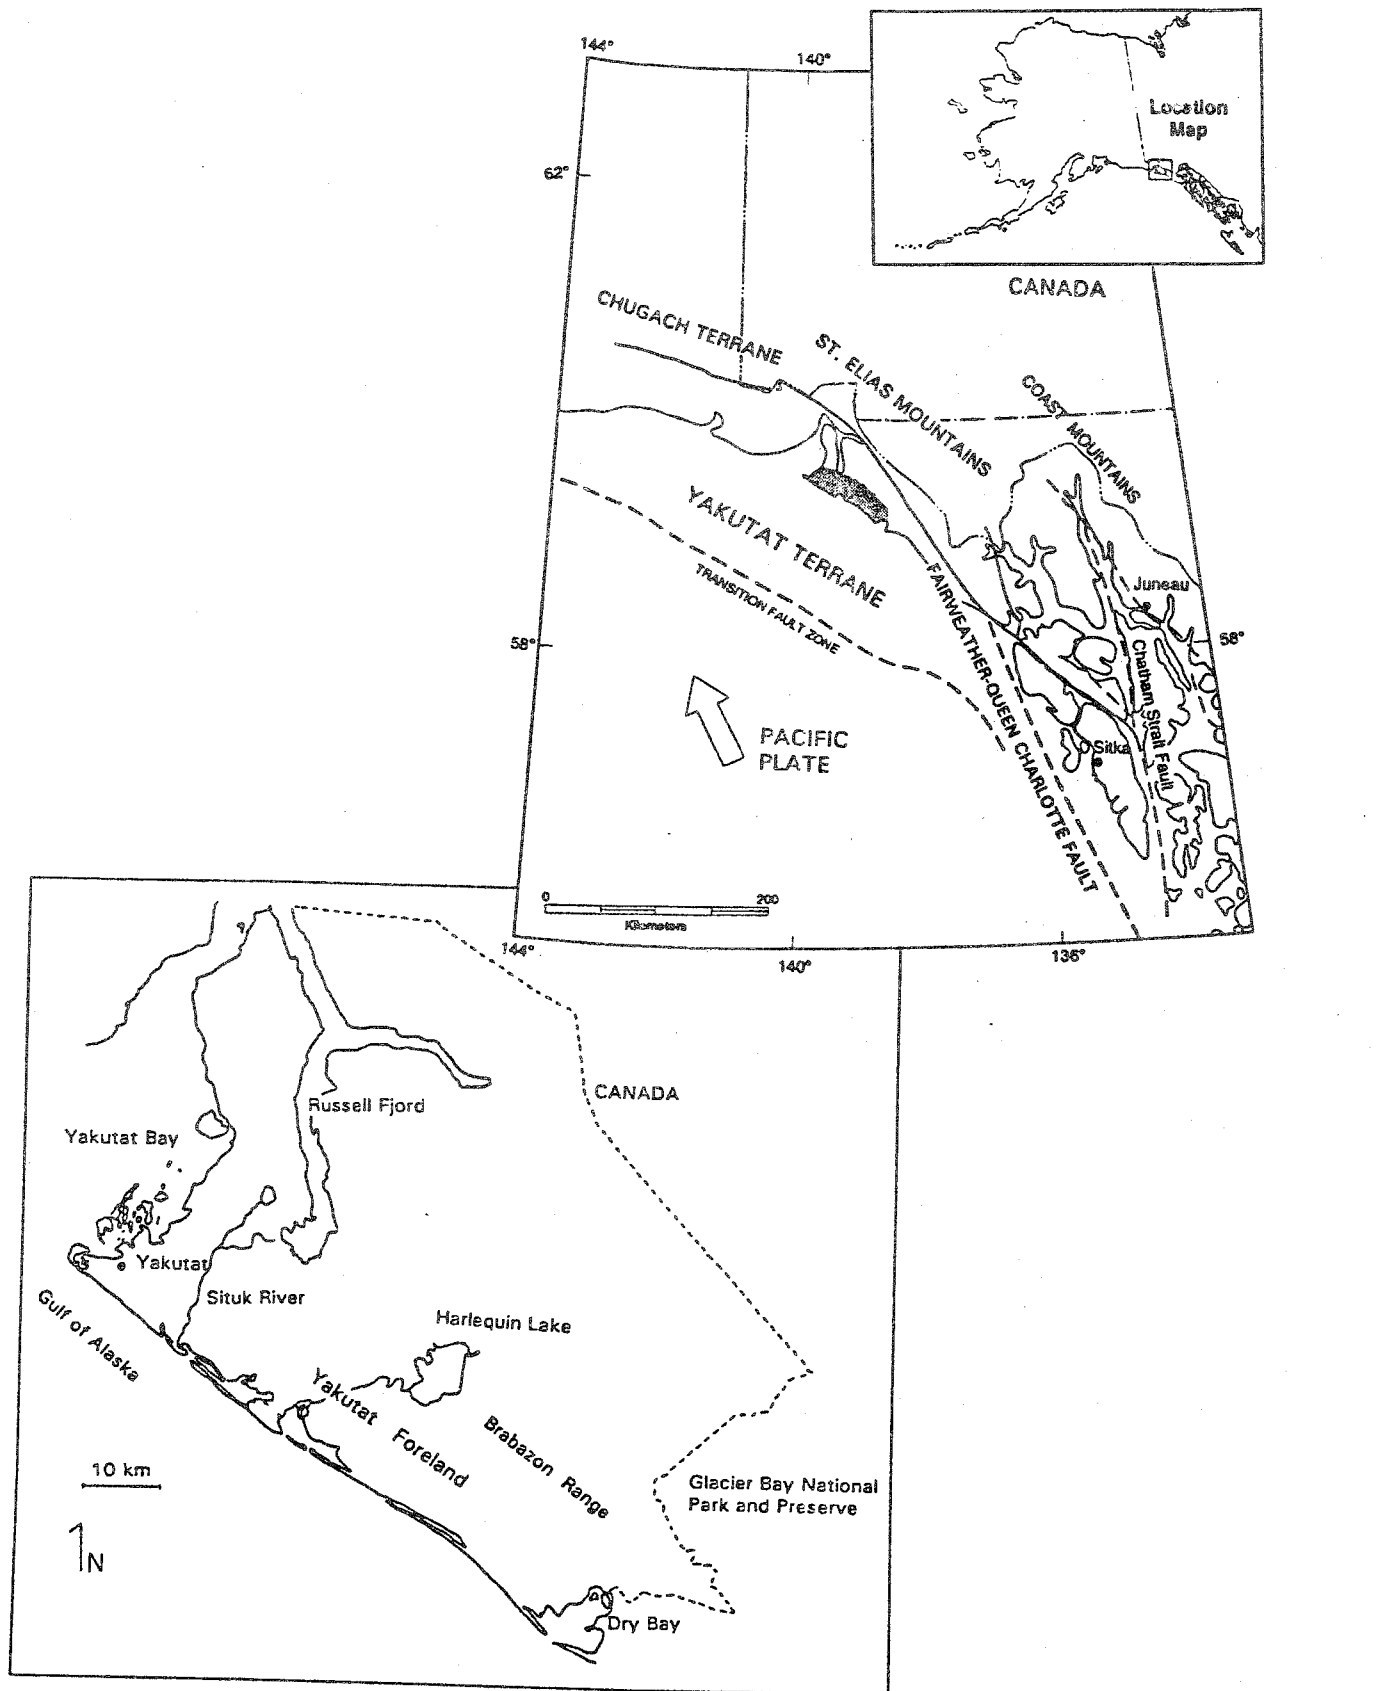 144°
140°
Location
Map
62°
CANADA
CHUGACH TERRANE
ST. ELIAS MOUNTAINS
COAST MOUNTAINS
YAKUTAT TERRANE
TRANSITION FAULT ZONE
FAIRWEATHER-QUEEN CHARLOTTE FAULT
Juneau
58°
58°
Chatham Strait Fault
Sitka
PACIFIC
PLATE
0
200
Kilometers
144°
140°
136°
CANADA
Russell Fjord
Yakutat Bay
Yakutat
Situk River
Gulf of Alaska
Harlequin Lake
Yakutat Foreland
Brabazon Range
10 km
N
Glacier Bay National
Park and Preserve
Dry Bay